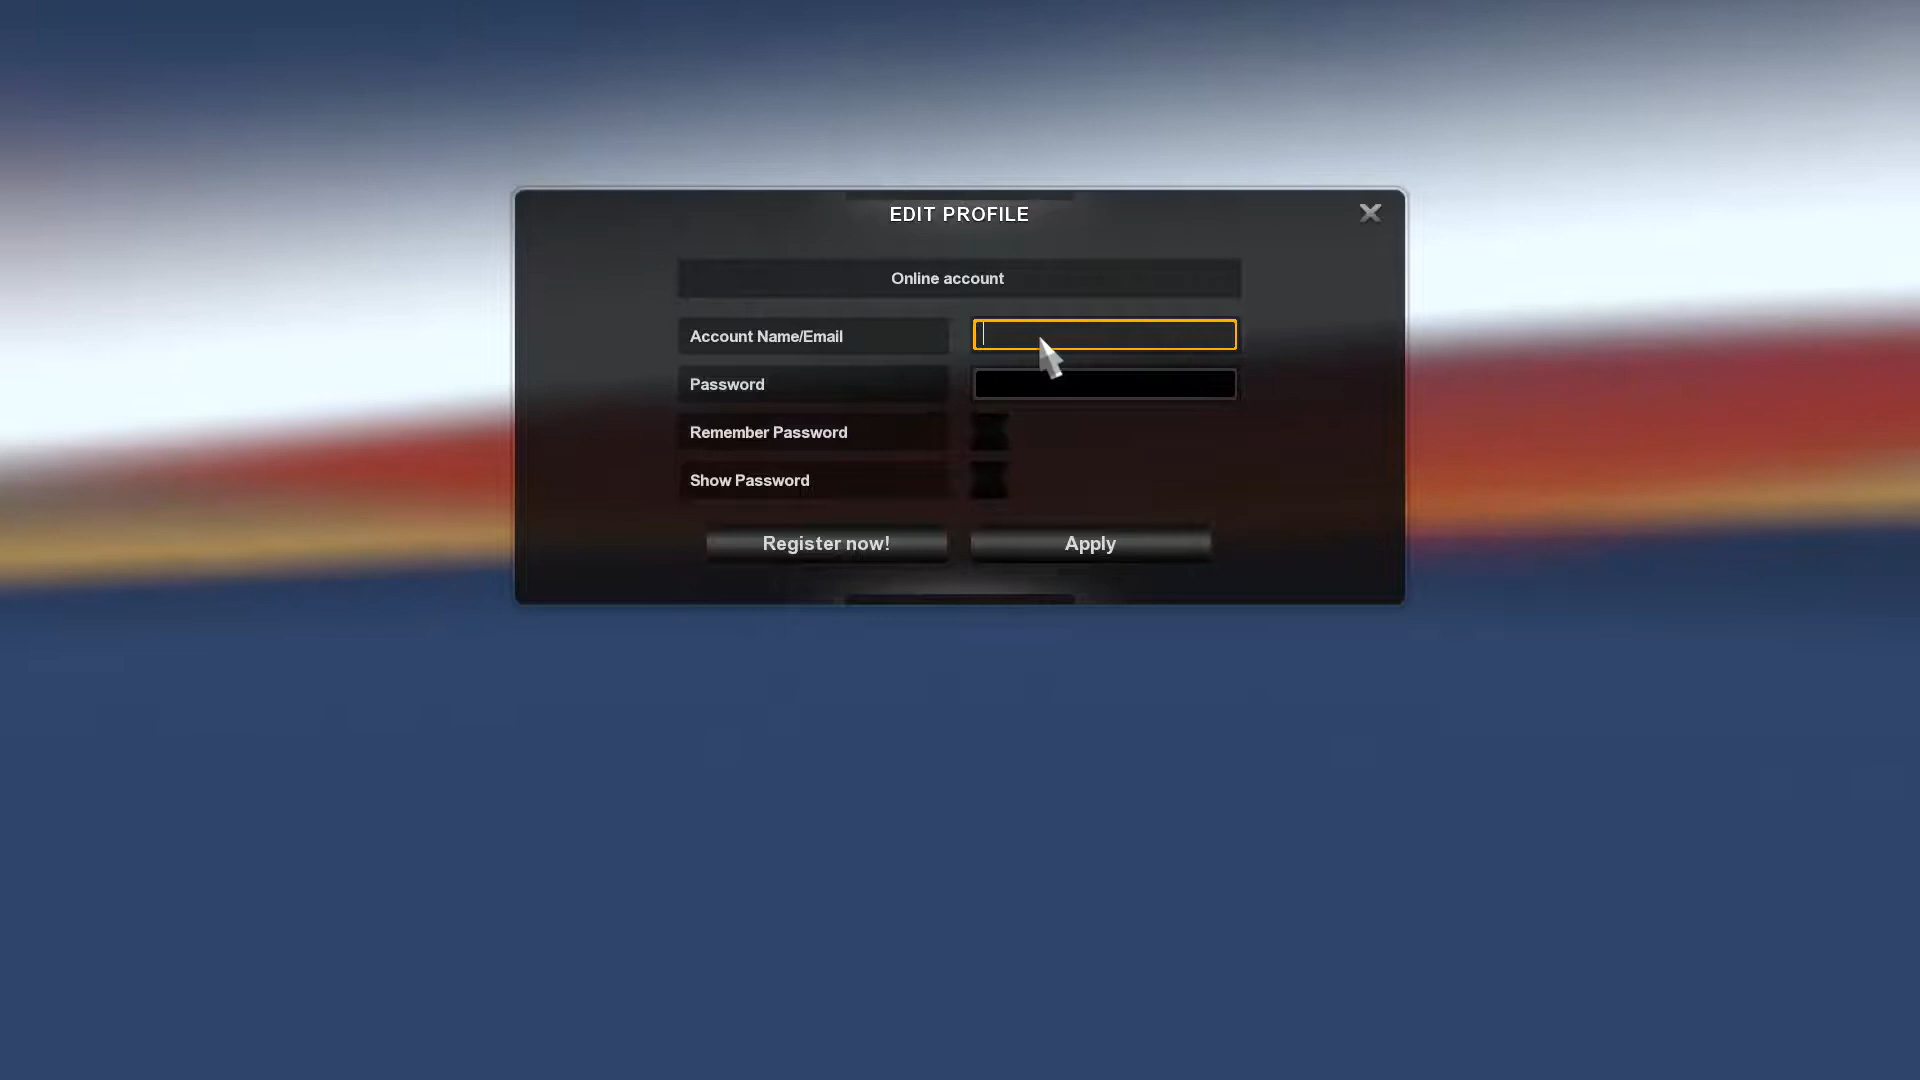 EDIT PROFILE
Online account
Account Name/Email
Password
Remember Password
Show Password
Register now!
Apply